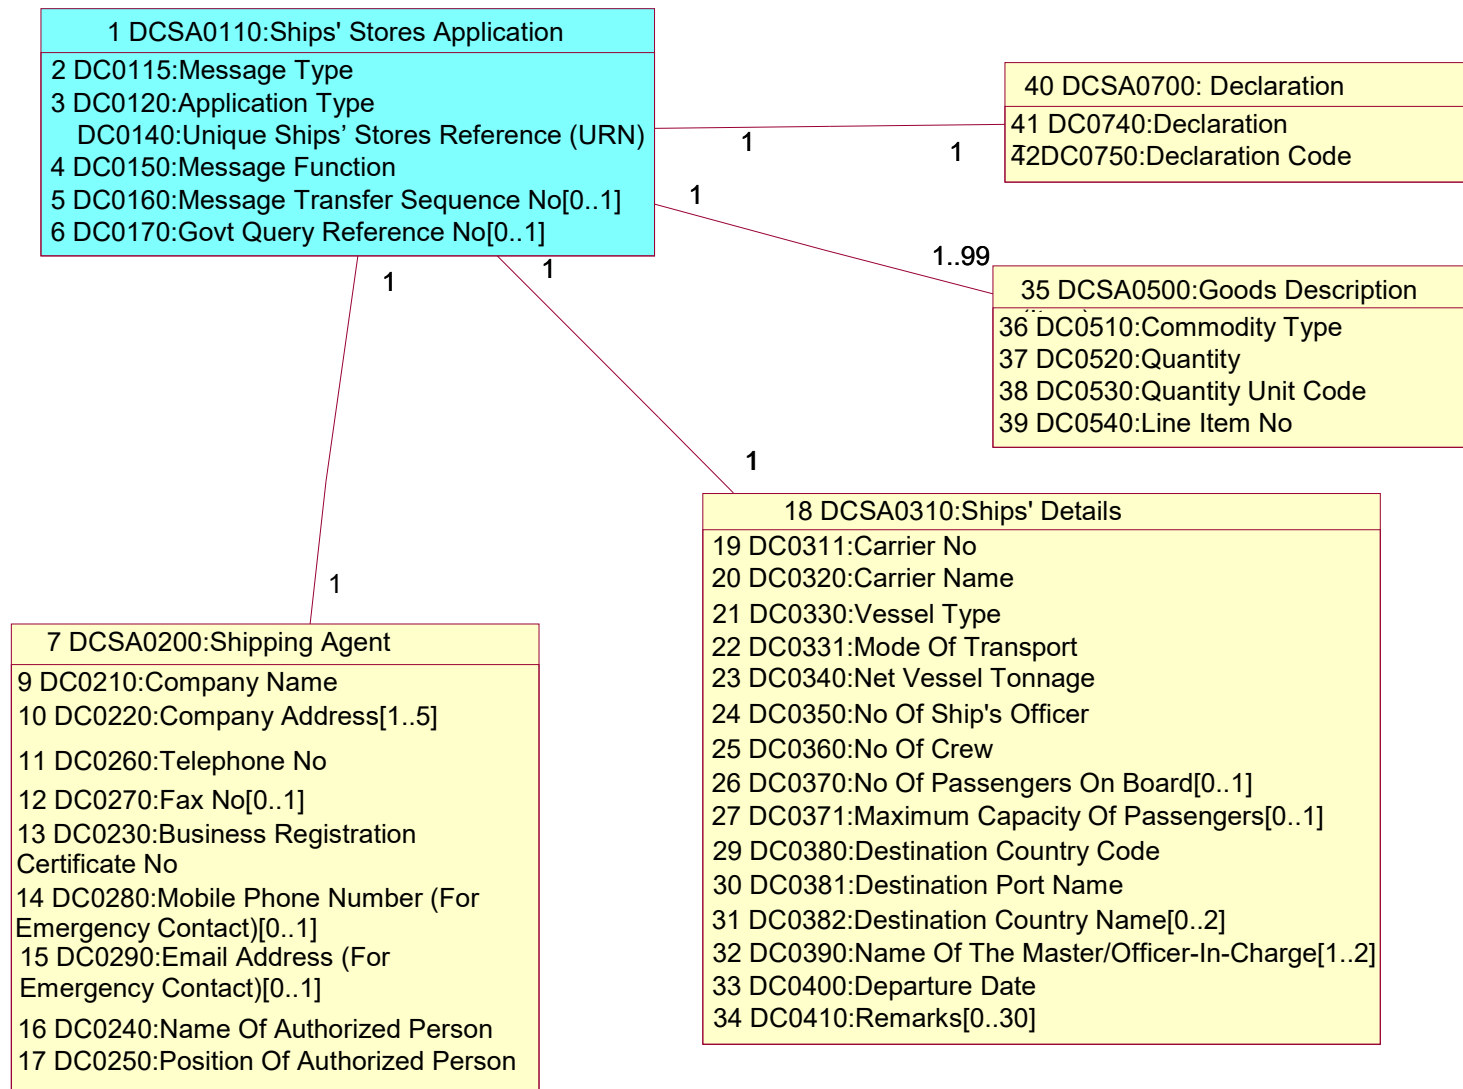 1 DCSA0110:Ships' Stores Application
2 DC0115:Message Type
3 DC0120:Application Type
DC0140:Unique Ships’ Stores Reference (URN)
4 DC0150:Message Function
5 DC0160:Message Transfer Sequence No[0..1]
6 DC0170:Govt Query Reference No[0..1]
1
1
40 DCSA0700: Declaration
41 DC0740:Declaration
42DC0750:Declaration Code
1
1..99
35 DCSA0500:Goods Description
36 DC0510:Commodity Type
37 DC0520:Quantity
38 DC0530:Quantity Unit Code
39 DC0540:Line Item No
1
1
18 DCSA0310:Ships' Details
19 DC0311:Carrier No
20 DC0320:Carrier Name
21 DC0330:Vessel Type
22 DC0331:Mode Of Transport
23 DC0340:Net Vessel Tonnage
24 DC0350:No Of Ship's Officer
25 DC0360:No Of Crew
26 DC0370:No Of Passengers On Board[0..1]
27 DC0371:Maximum Capacity Of Passengers[0..1]
29 DC0380:Destination Country Code
30 DC0381:Destination Port Name
31 DC0382:Destination Country Name[0..2]
32 DC0390:Name Of The Master/Officer-In-Charge[1..2]
33 DC0400:Departure Date
34 DC0410:Remarks[0..30]
1
1
7 DCSA0200:Shipping Agent
9 DC0210:Company Name
10 DC0220:Company Address[1..5]
11 DC0260:Telephone No
12 DC0270:Fax No[0..1]
13 DC0230:Business Registration
Certificate No
14 DC0280:Mobile Phone Number (For
Emergency Contact)[0..1]
15 DC0290:Email Address (For
Emergency Contact)[0..1]
16 DC0240:Name Of Authorized Person
17 DC0250:Position Of Authorized Person